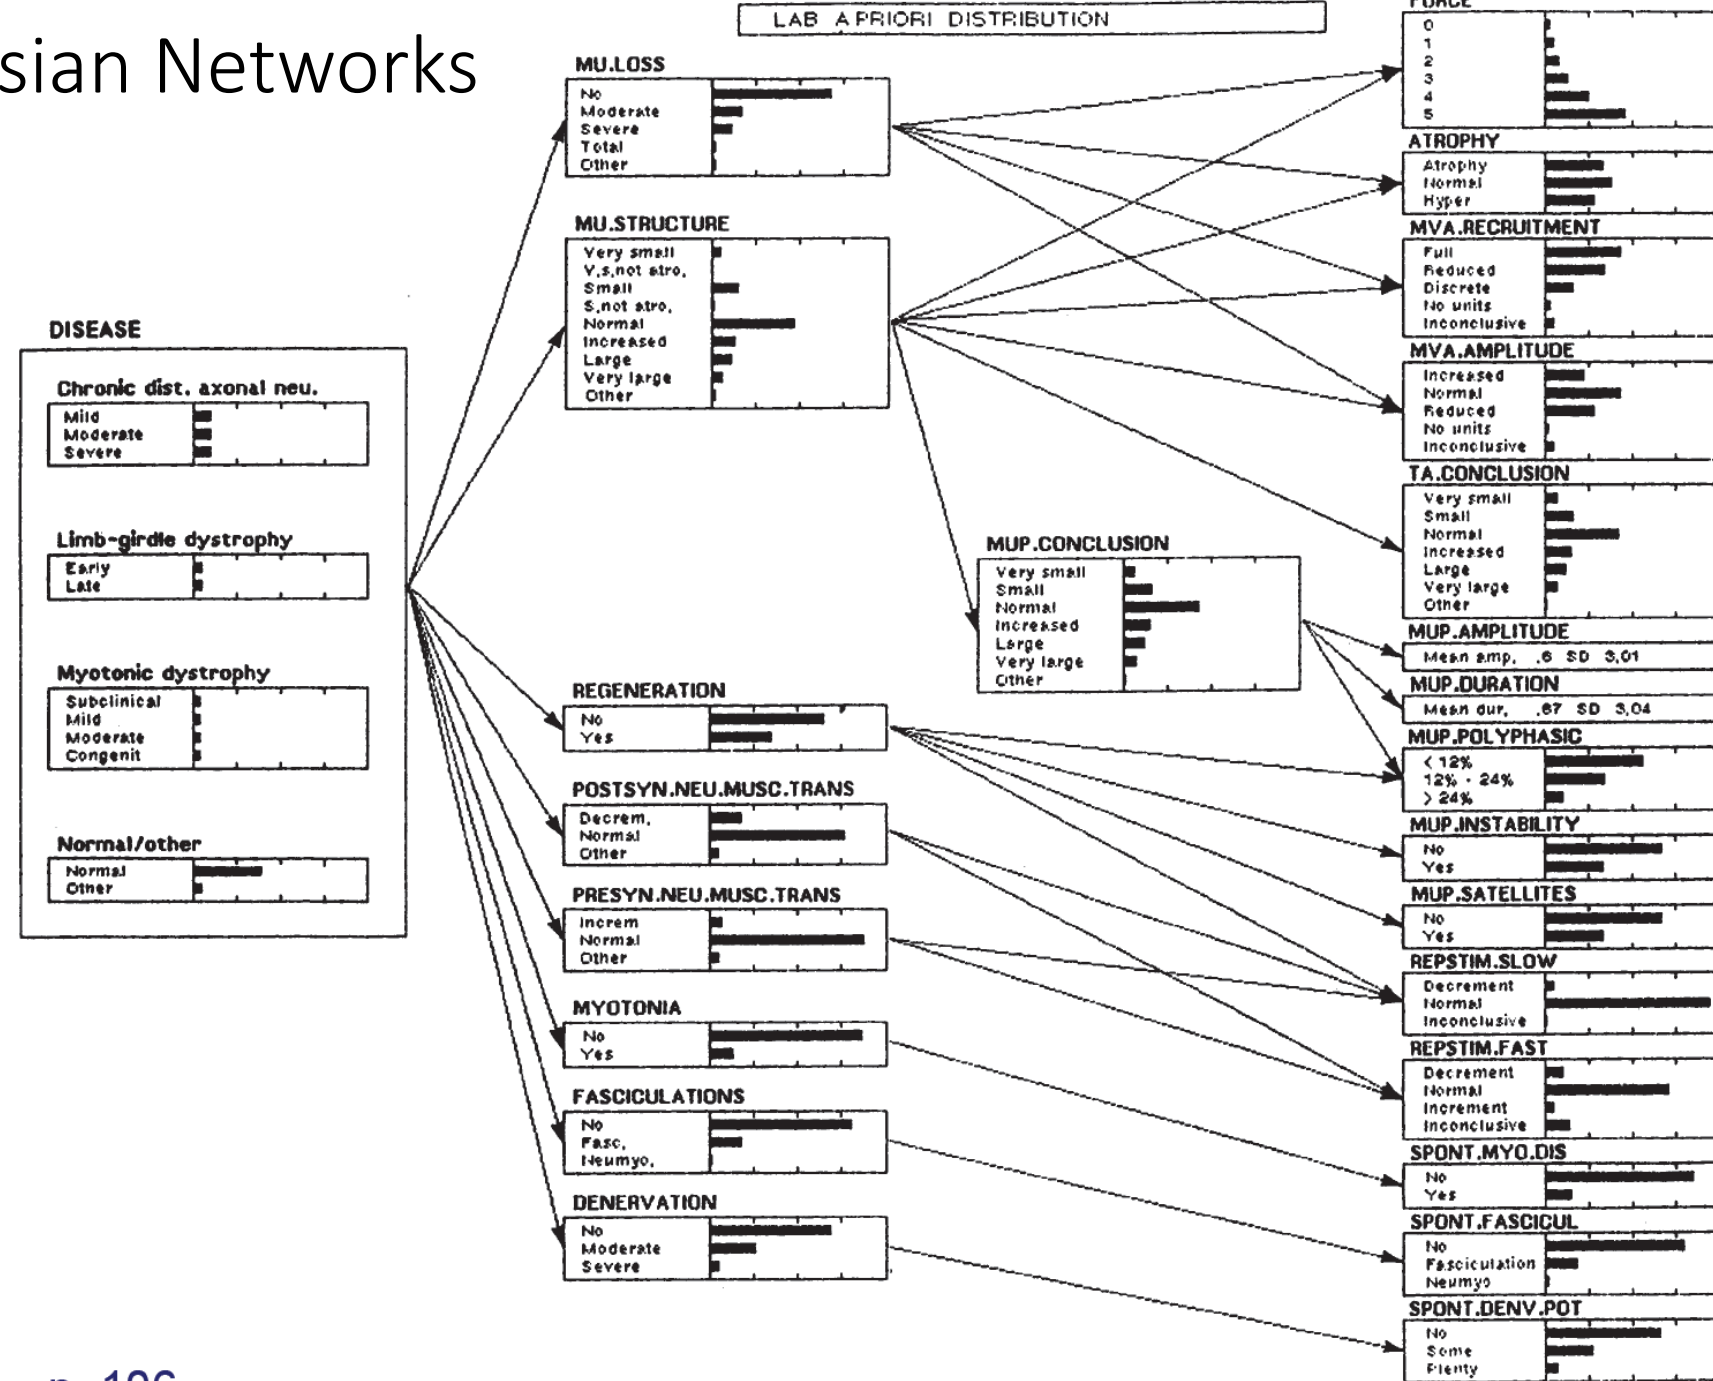 sian Networks
LAB A PRIORI DISTRIBUTION
DISEASE
Chronic dist. axonal neu.
Mild
Moderate
Severe
Limb-girdle dystrophy
Early
Late
Myotonic dystrophy
Subclinical
Mild
Moderate
Congenit
Normal/other
Normal
Other
MU.LOSS
No
Moderate
Severe
Total
Other
MU.STRUCTURE
Very small
V.s.not atro.
Small
S.not atro.
Normal
Increased
Large
Very large
Other
REGENERATION
No
Yes
POSTSYN.NEU.MUSC.TRANS
Decrem.
Normal
Other
PRESYN.NEU.MUSC.TRANS
Increm
Normal
Other
MYOTONIA
No
Yes
FASCICULATIONS
No
Fasc.
Neumyo.
DENERVATION
No
Moderate
Severe
MUP.CONCLUSION
Very small
Small
Normal
Increased
Large
Very large
Other
FORCE
0
1
2
3
4
5
ATROPHY
Atrophy
Normal
Hyper
MVA.RECRUITMENT
Full
Reduced
Discrete
No units
Inconclusive
MVA.AMPLITUDE
Increased
Normal
Reduced
No units
Inconclusive
TA.CONCLUSION
Very small
Small
Normal
Increased
Large
Very large
Other
MUP.AMPLITUDE
Mean amp. .6 SD 3,01
MUP.DURATION
Mean dur. .67 SD 3,04
MUP.POLYPHASIC
< 12%
12% - 24%
> 24%
MUP.INSTABILITY
No
Yes
MUP.SATELLITES
No
Yes
REPSTIM.SLOW
Decrement
Normal
Inconclusive
REPSTIM.FAST
Decrement
Normal
Increment
Inconclusive
SPONT.MYO.DIS
No
Yes
SPONT.FASCICUL
No
Fasciculation
Neumyo
SPONT.DENV.POT
No
Some
Plenty
p. 196